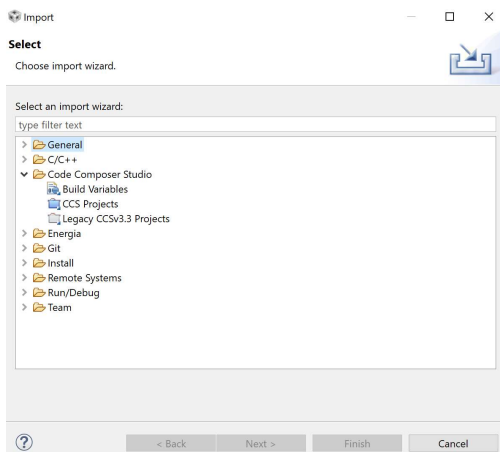 Import
Select
Choose import wizard.
Select an import wizard:
type filter text
General
C/C++
Code Composer Studio
Build Variables
CCS Projects
Legacy CCSv3.3 Projects
Energia
Git
Install
Remote Systems
Run/Debug
Team
? < Back Next > Finish Cancel